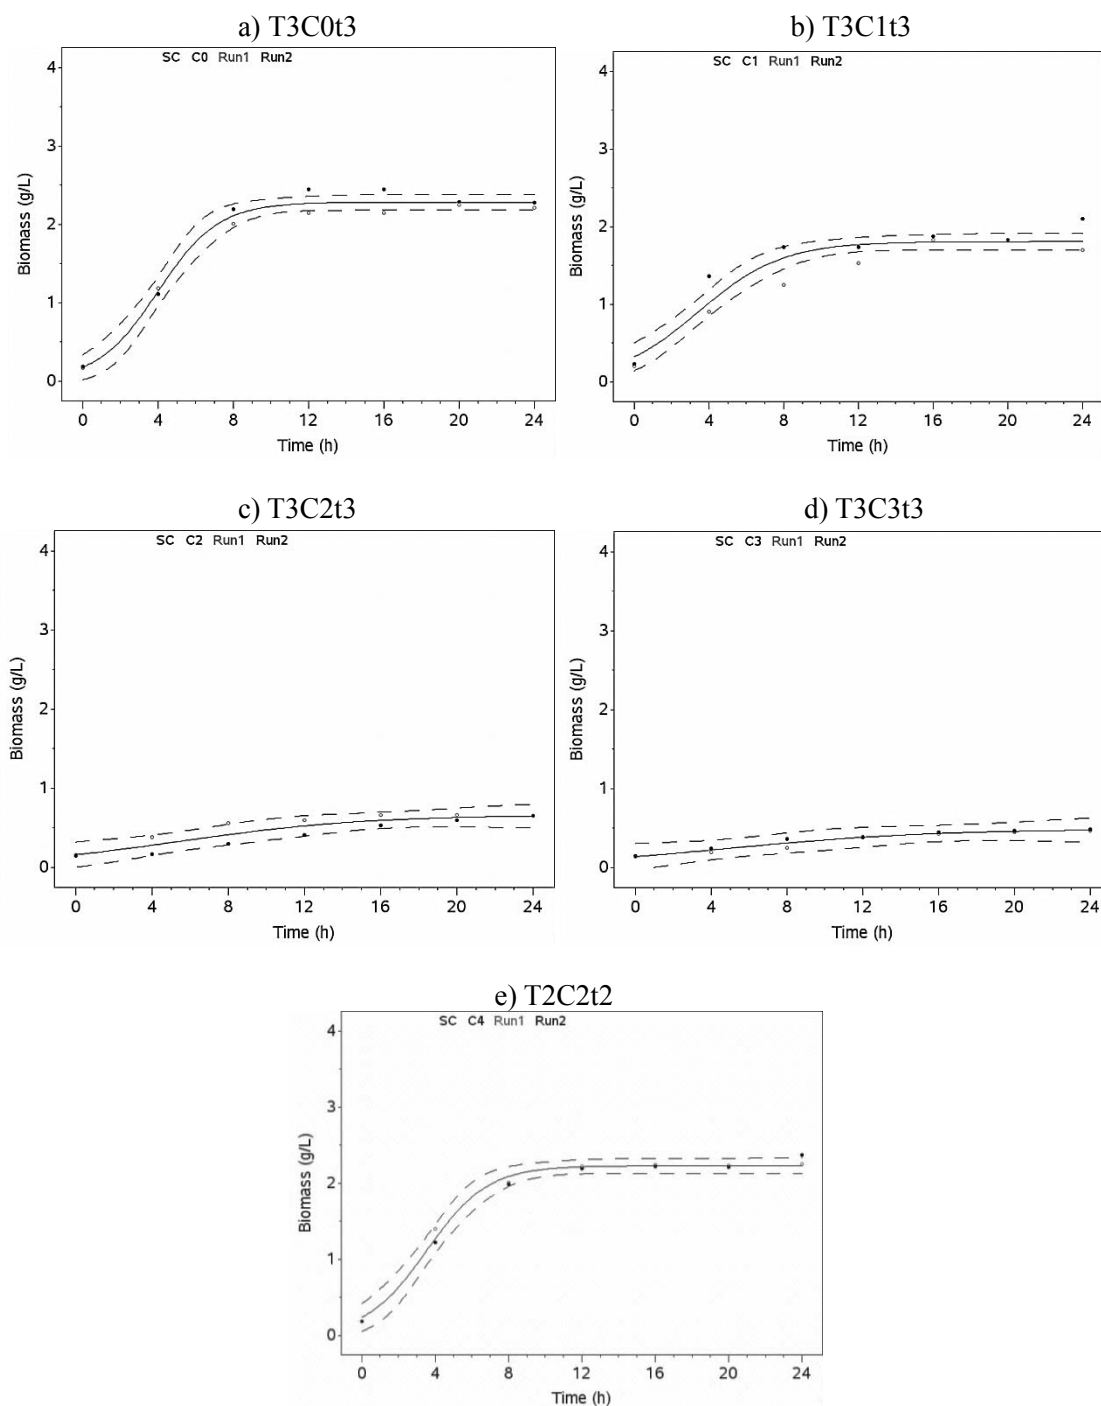 a) T3C0t3
b) T3C1t3
SC C0 Run1 Run2
Biomass (g/L)
4
3
2
1
0
0 4 8 12 16 20 24
Time (h)
SC C1 Run1 Run2
Biomass (g/L)
4
3
2
1
0
0 4 8 12 16 20 24
Time (h)
c) T3C2t3
d) T3C3t3
SC C2 Run1 Run2
Biomass (g/L)
4
3
2
1
0
0 4 8 12 16 20 24
Time (h)
SC C3 Run1 Run2
Biomass (g/L)
4
3
2
1
0
0 4 8 12 16 20 24
Time (h)
e) T2C2t2
SC C4 Run1 Run2
Biomass (g/L)
4
3
2
1
0
0 4 8 12 16 20 24
Time (h)